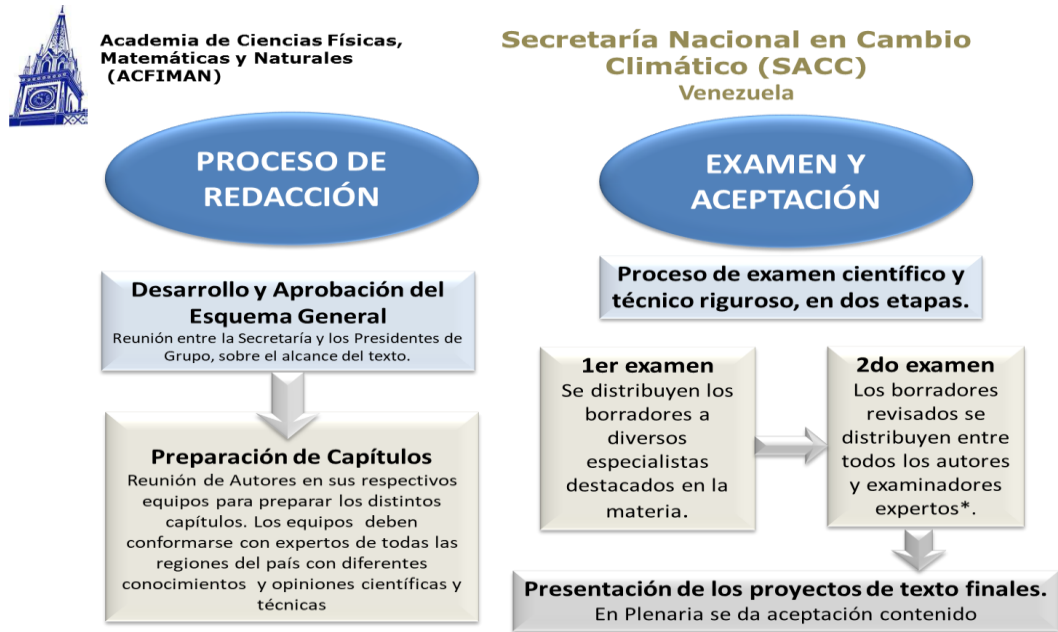 Academia de Ciencias Físicas,
Matemáticas y Naturales
(ACFIMAN)
Secretaría Nacional en Cambio
Climático (SACC)
Venezuela
PROCESO DE
REDACCIÓN
Desarrollo y Aprobación del
Esquema General
Reunión entre la Secretaría y los Presidentes de
Grupo, sobre el alcance del texto.
Preparación de Capítulos
Reunión de Autores en sus respectivos
equipos para preparar los distintos
capítulos. Los equipos deben
conformarse con expertos de todas las
regiones del país con diferentes
conocimientos y opiniones científicas y
técnicas
EXAMEN Y
ACEPTACIÓN
Proceso de examen científico y
técnico riguroso, en dos etapas.
1er examen
Se distribuyen los
borradores a
diversos
especialistas
destacados en la
materia.
2do examen
Los borradores
revisados se
distribuyen entre
todos los autores
y examinadores
expertos*.
Presentación de los proyectos de texto finales.
En Plenaria se da aceptación contenido